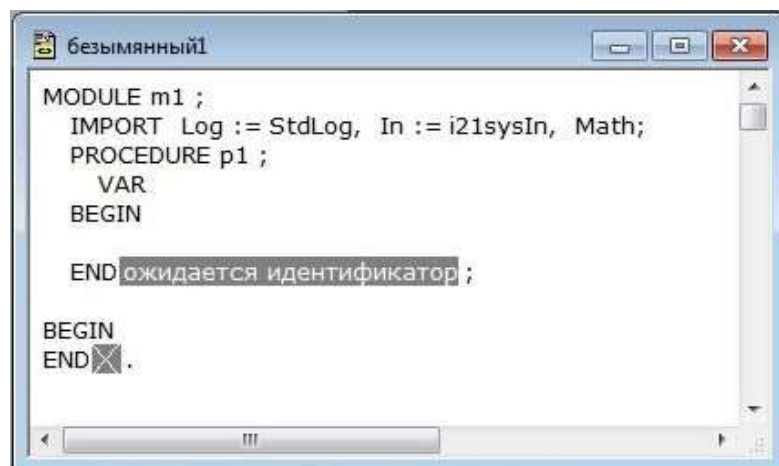 безымянный1
MODULE m1 ;
IMPORT Log := StdLog, In := i21sysIn, Math;
PROCEDURE p1 ;
VAR
BEGIN
END ожидается идентификатор ;
BEGIN
END .